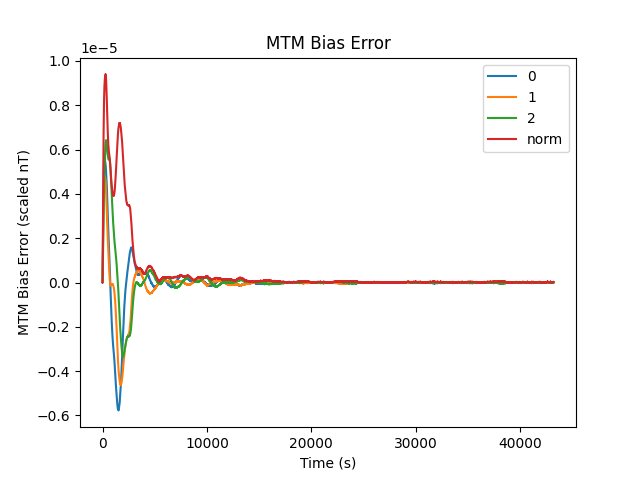 MTM Bias Error
1e−5
1.0
0.8
0.6
0.4
0.2
0.0
−0.2
−0.4
−0.6
MTM Bias Error (scaled nT)
0
1
2
norm
0 10000 20000 30000 40000
Time (s)